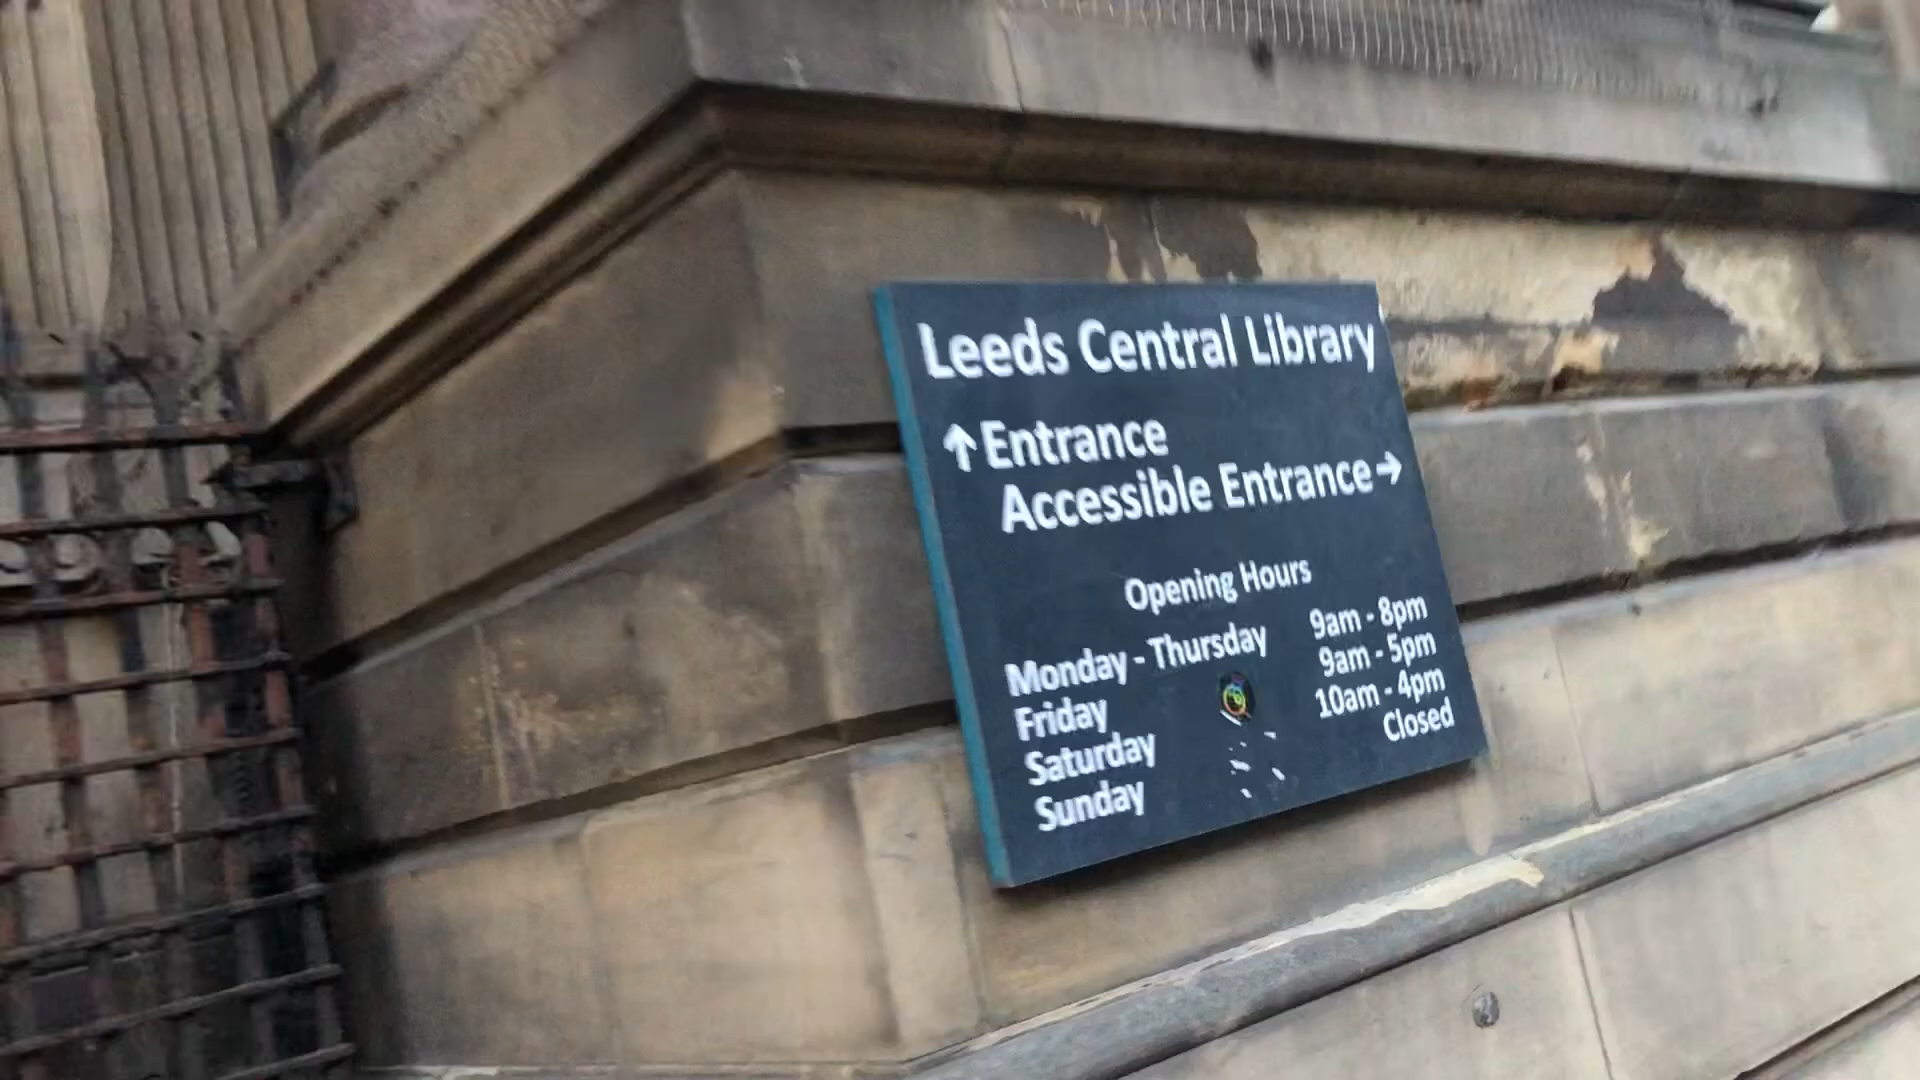 Leeds Central Library
↑ Entrance
Accessible Entrance →
Opening Hours
Monday - Thursday 9am - 8pm
Friday 9am - 5pm
Saturday 10am - 4pm
Sunday Closed